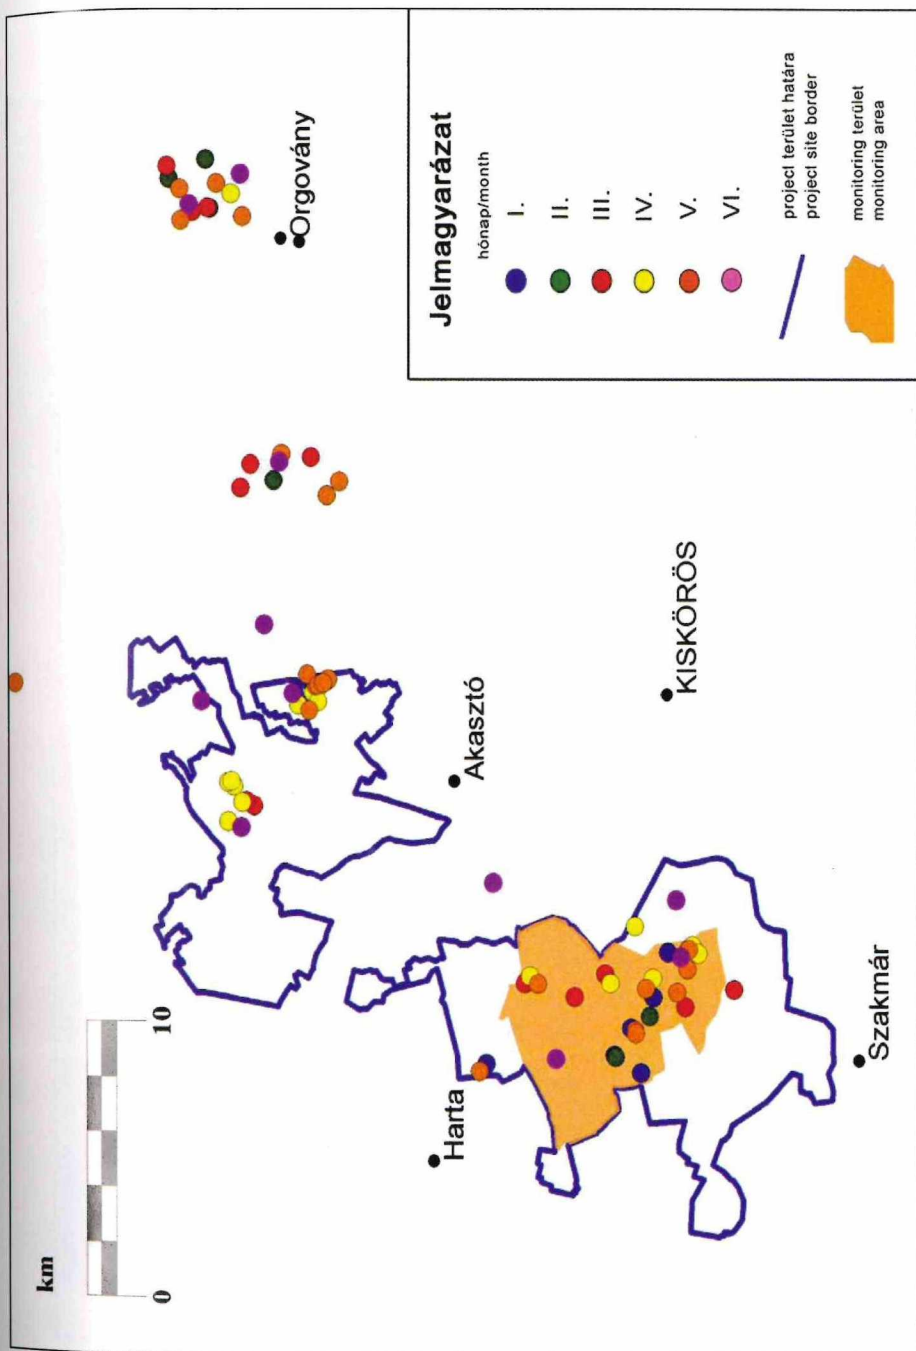 km
0
10
Orgovány
Akasztó
KISKŐRÖS
Harta
Szakmár
Jelmagyarázat
hónap/month
I.
II.
III.
IV.
V.
VI.
project terület határa
project site border
monitoring terület
monitoring area